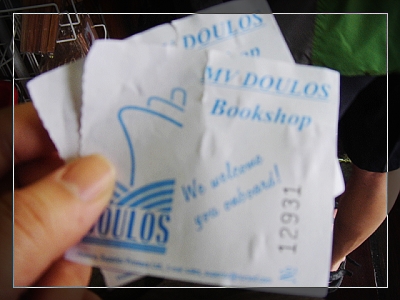 DOULOS
MV DOULOS
Bookshop
We welcome
you onboard!
12931
DOULOS